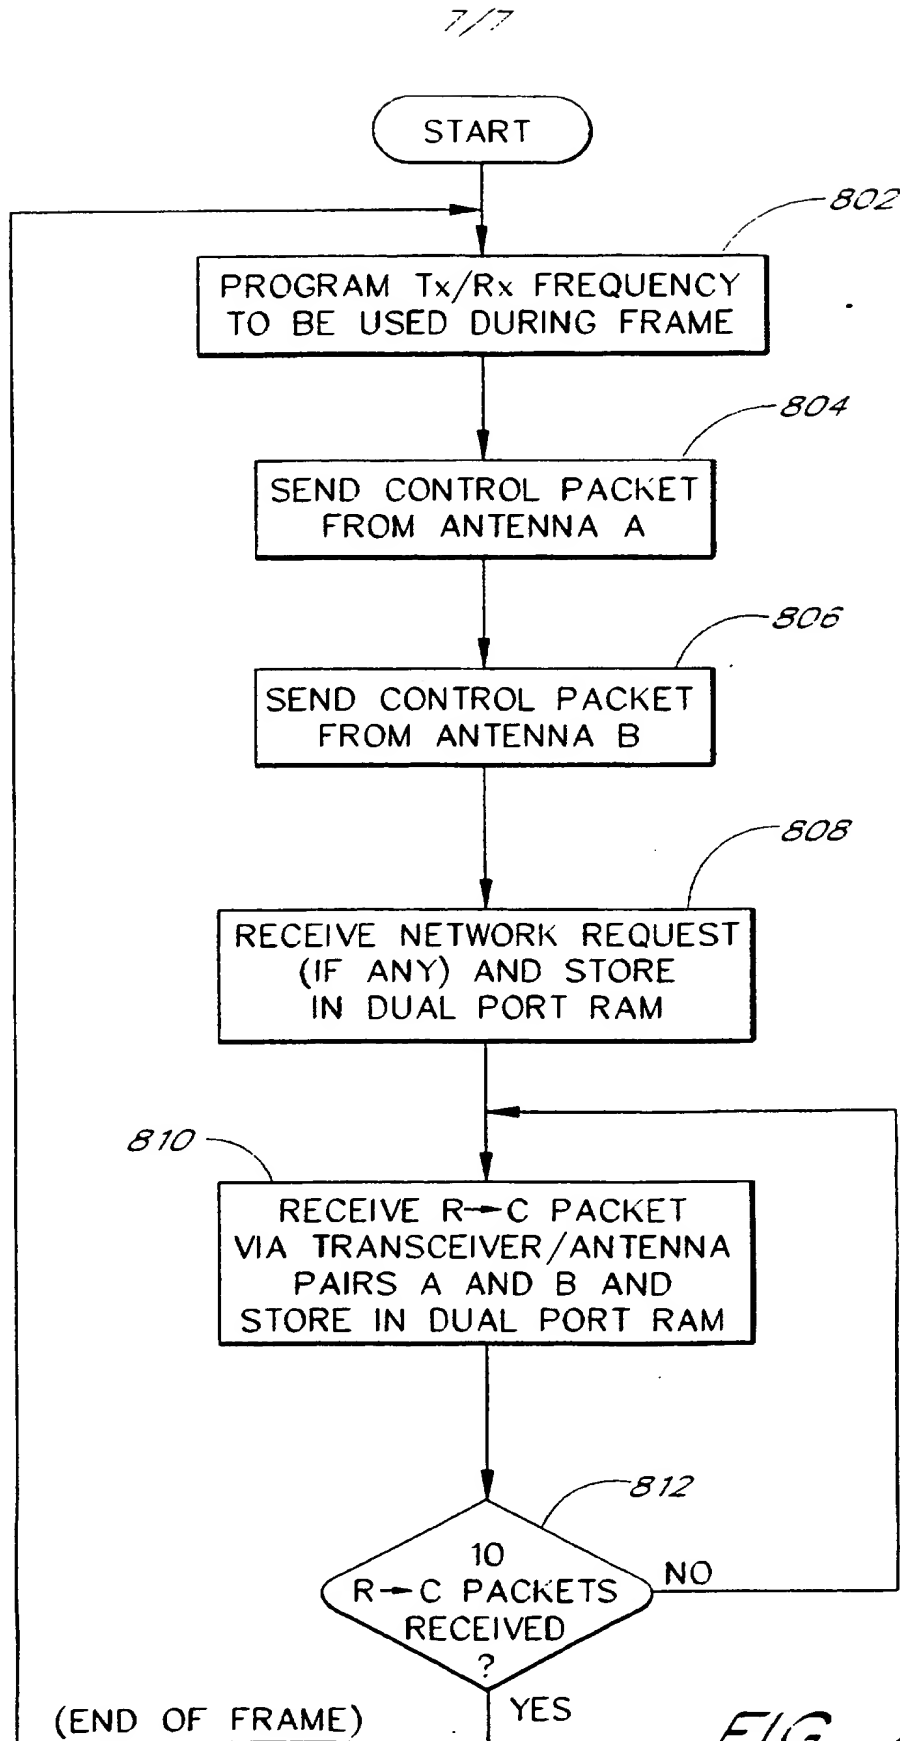 7/7
START
802
PROGRAM Tx/Rx FREQUENCY
TO BE USED DURING FRAME
804
SEND CONTROL PACKET
FROM ANTENNA A
806
SEND CONTROL PACKET
FROM ANTENNA B
808
RECEIVE NETWORK REQUEST
(IF ANY) AND STORE
IN DUAL PORT RAM
810
RECEIVE R→C PACKET
VIA TRANSCEIVER/ANTENNA
PAIRS A AND B AND
STORE IN DUAL PORT RAM
812
10
R→C PACKETS
RECEIVED
?
NO
YES
(END OF FRAME)
FIG.